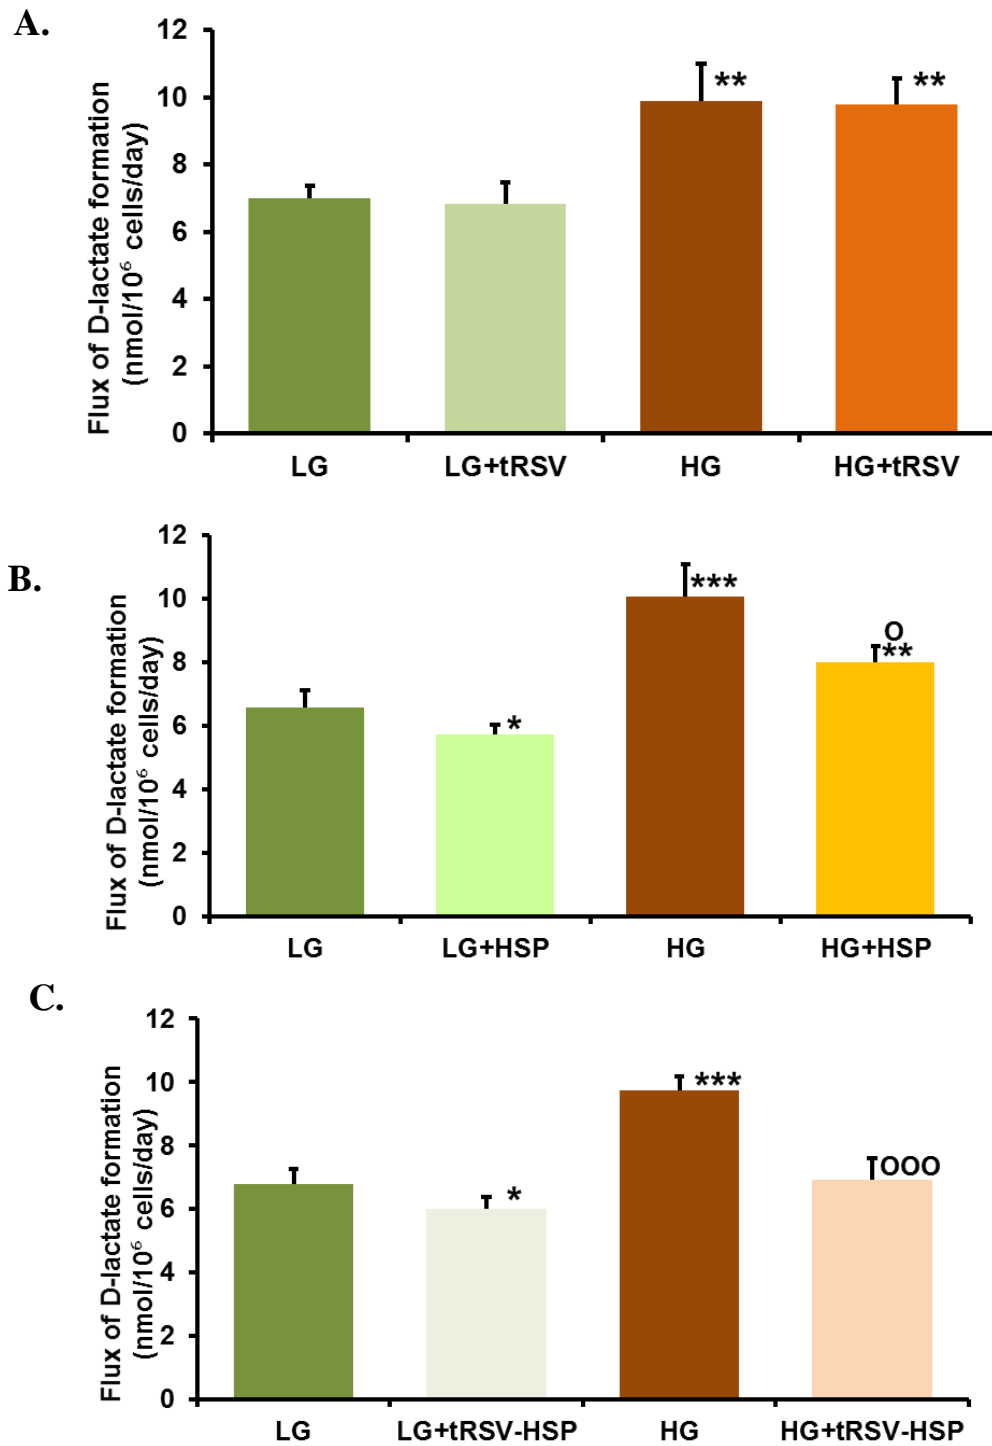 A.
Flux of D-lactate formation
(nmol/10⁶ cells/day)
12
10
8
6
4
2
0
**
**
LG
LG+tRSV
HG
HG+tRSV
B.
Flux of D-lactate formation
(nmol/10⁶ cells/day)
12
10
8
6
4
2
0
*
***
O
**
LG
LG+HSP
HG
HG+HSP
C.
Flux of D-lactate formation
(nmol/10⁶ cells/day)
12
10
8
6
4
2
0
*
***
OOO
LG
LG+tRSV-HSP
HG
HG+tRSV-HSP